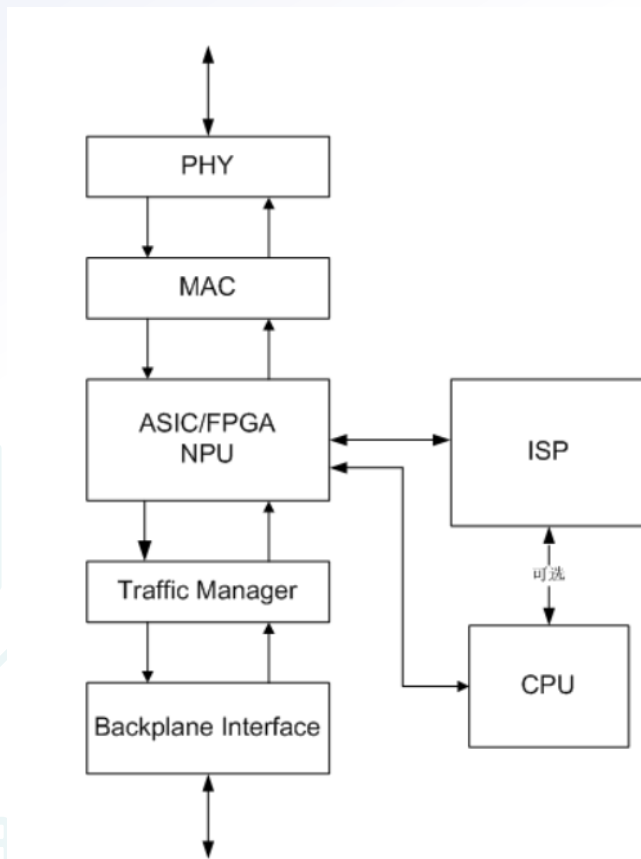 PHY
MAC
ASIC/FPGA
NPU
ISP
可选
Traffic Manager
CPU
Backplane Interface